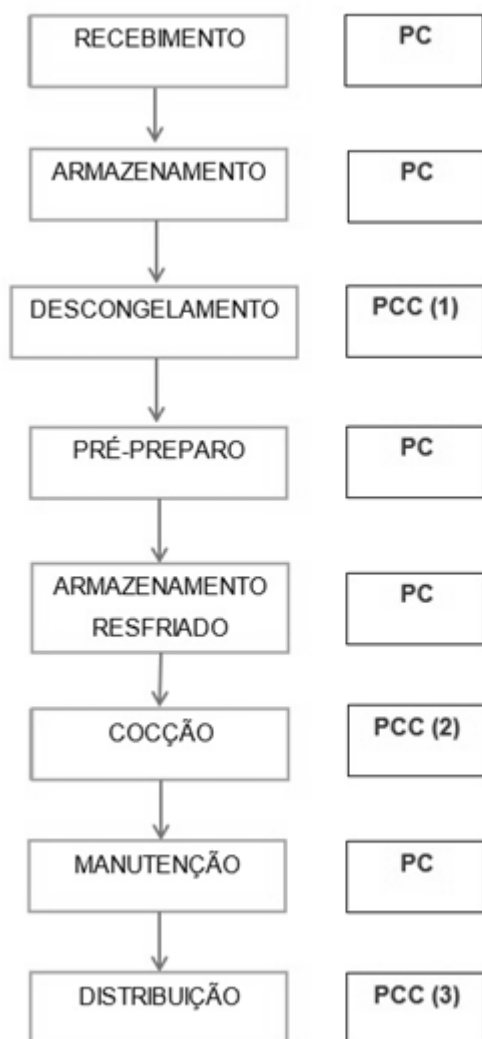 RECEBIMENTO
PC
ARMAZENAMENTO
PC
DESCONGELAMENTO
PCC (1)
PRÉ-PREPARO
PC
ARMAZENAMENTO
RESFRIADO
PC
COCÇÃO
PCC (2)
MANUTENÇÃO
PC
DISTRIBUIÇÃO
PCC (3)